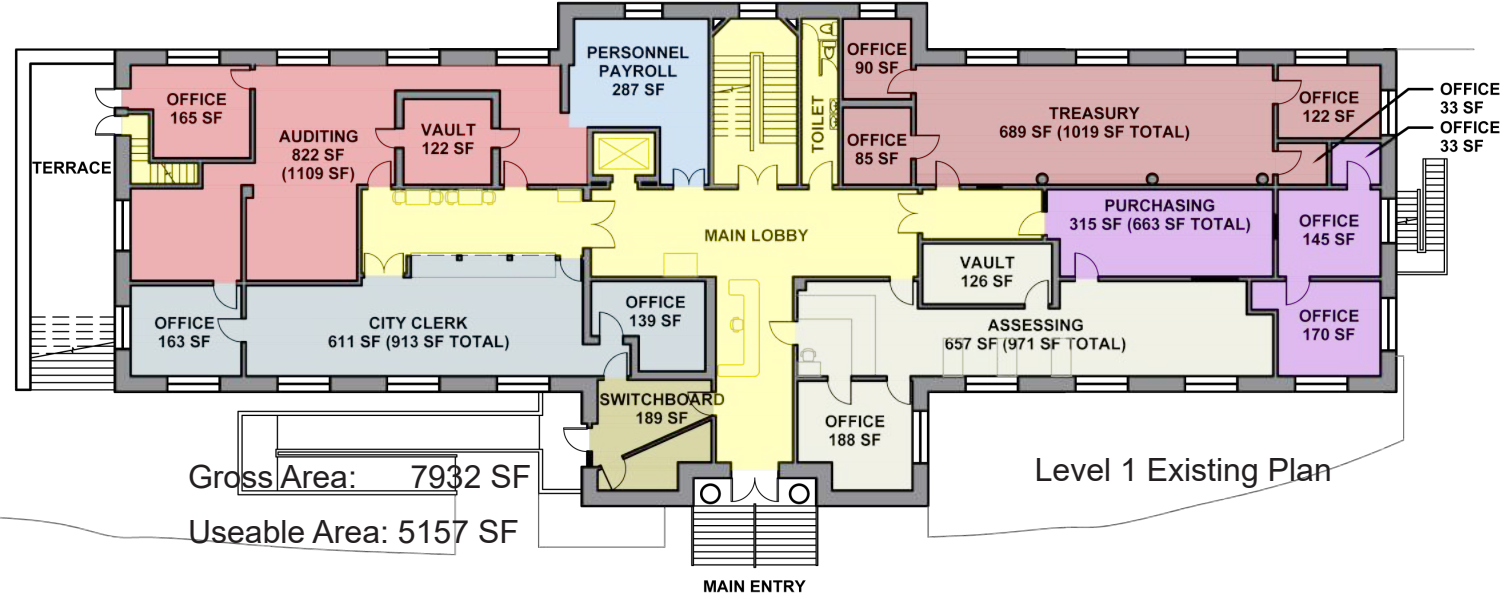 PERSONNEL
PAYROLL
287 SF
TOILET
OFFICE
90 SF
OFFICE
165 SF
AUDITING
822 SF
(1109 SF)
VAULT
122 SF
OFFICE
85 SF
TREASURY
689 SF (1019 SF TOTAL)
OFFICE
122 SF
OFFICE
33 SF
OFFICE
33 SF
TERRACE
MAIN LOBBY
PURCHASING
315 SF (663 SF TOTAL)
OFFICE
145 SF
VAULT
126 SF
OFFICE
163 SF
CITY CLERK
611 SF (913 SF TOTAL)
OFFICE
139 SF
ASSESSING
657 SF (971 SF TOTAL)
OFFICE
170 SF
SWITCHBOARD
189 SF
OFFICE
188 SF
Gross Area: 7932 SF
Useable Area: 5157 SF
Level 1 Existing Plan
MAIN ENTRY